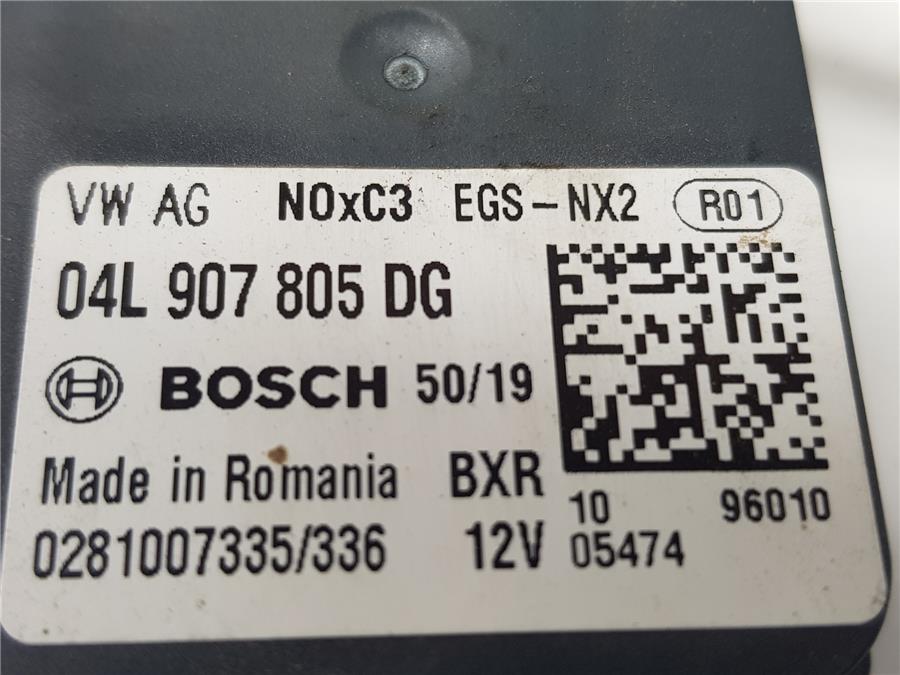 VW AG NOxC3 EGS-NX2 R01
04L 907 805 DG
BOSCH 50/19
Made in Romania BXR
10 96010
0281007335/336 12V 05474